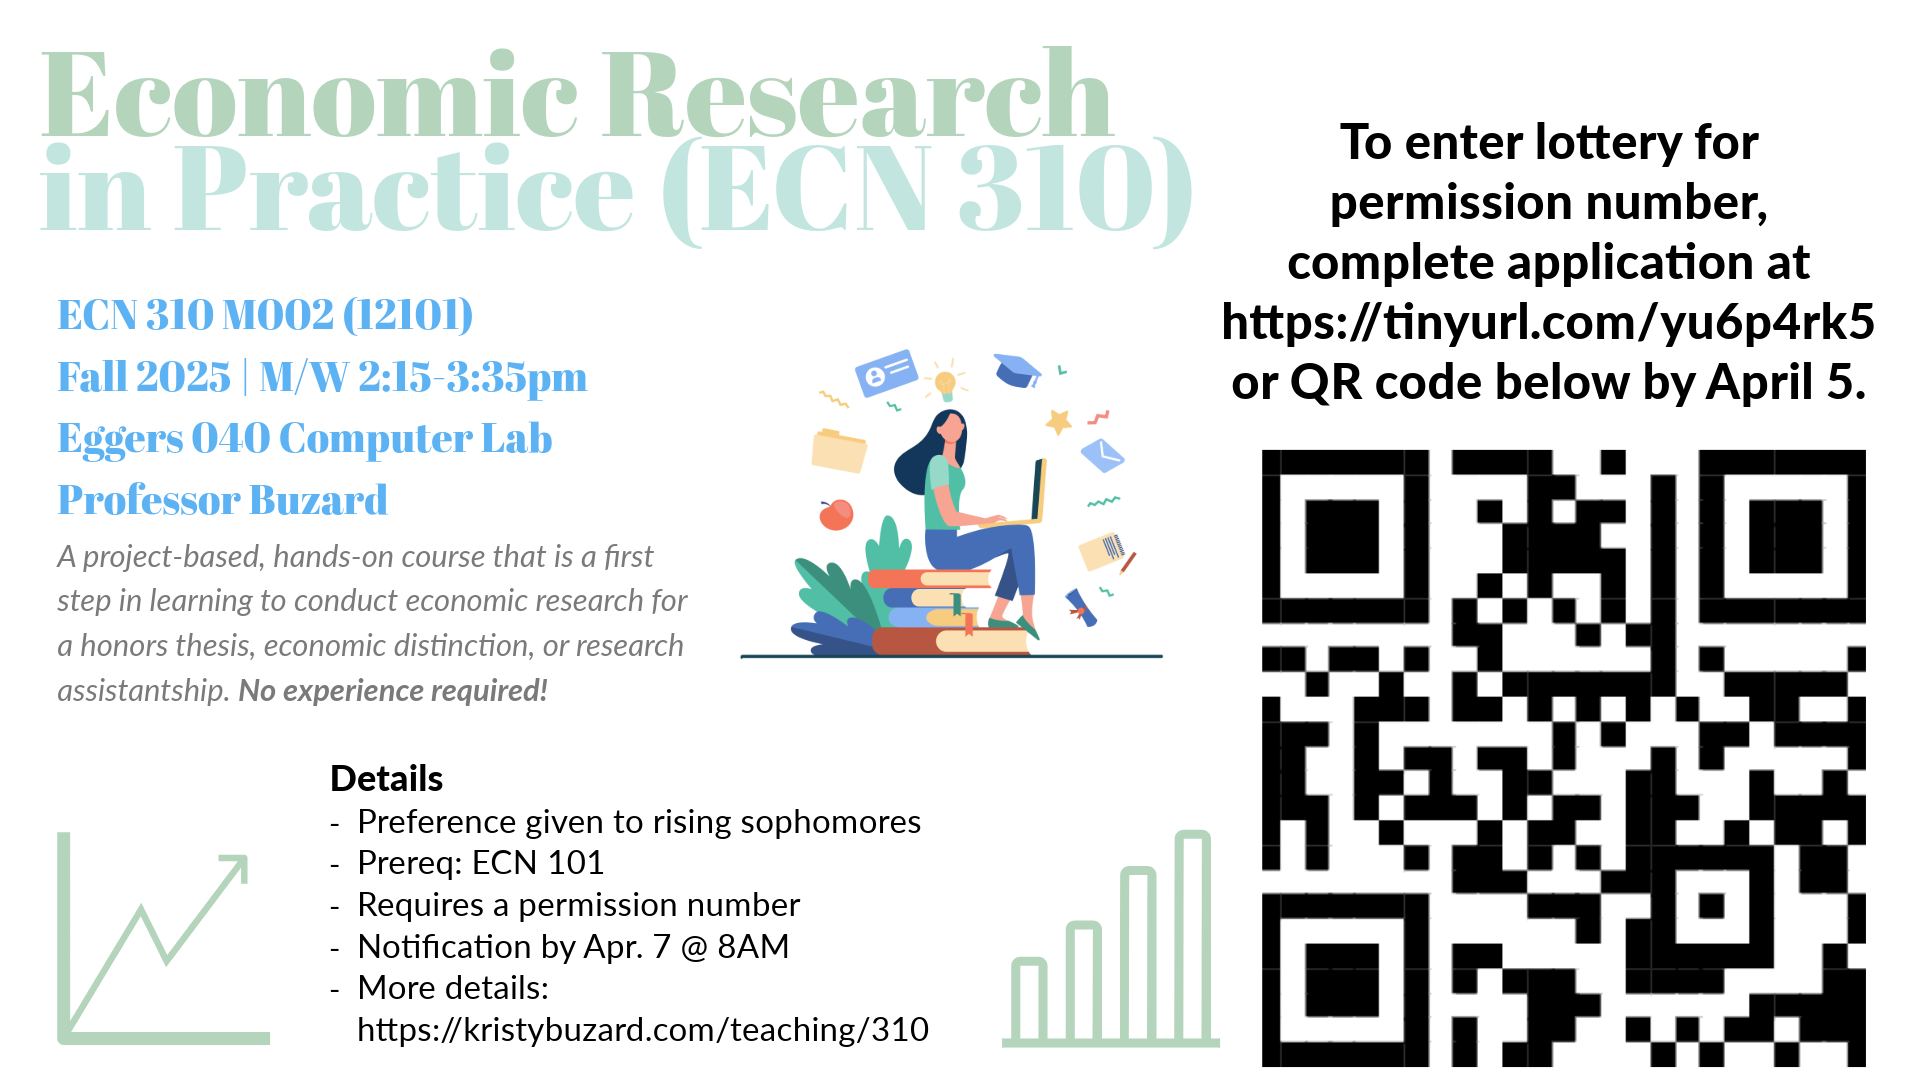 Economic Research
in Practice (ECN 310)
ECN 310 M002 (12101)
Fall 2025 | M/W 2:15-3:35pm
Eggers 040 Computer Lab
Professor Buzard
A project-based, hands-on course that is a first
step in learning to conduct economic research for
a honors thesis, economic distinction, or research
assistantship. No experience required!
Details
- Preference given to rising sophomores
- Prereq: ECN 101
- Requires a permission number
- Notification by Apr. 7 @ 8AM
- More details:
https://kristybuzard.com/teaching/310
To enter lottery for
permission number,
complete application at
https://tinyurl.com/yu6p4rk5
or QR code below by April 5.